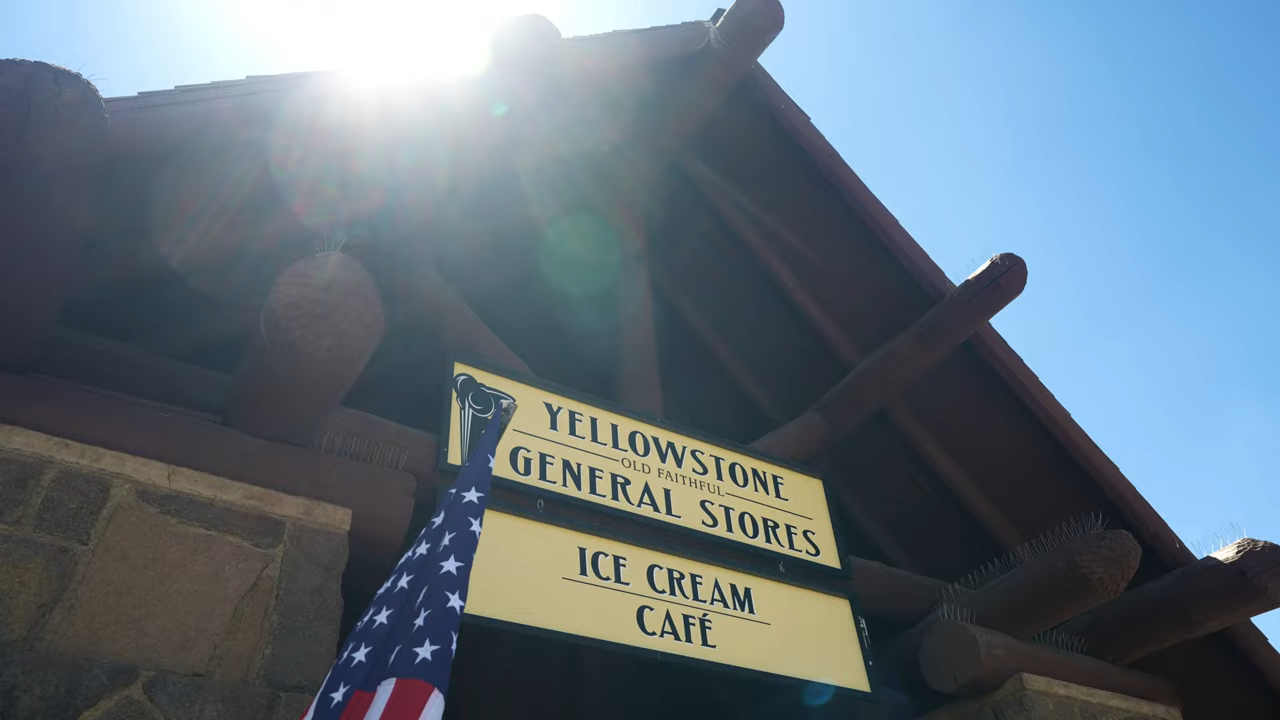 YELLOWSTONE
OLD FAITHFUL
GENERAL STORES
ICE CREAM
CAFÉ